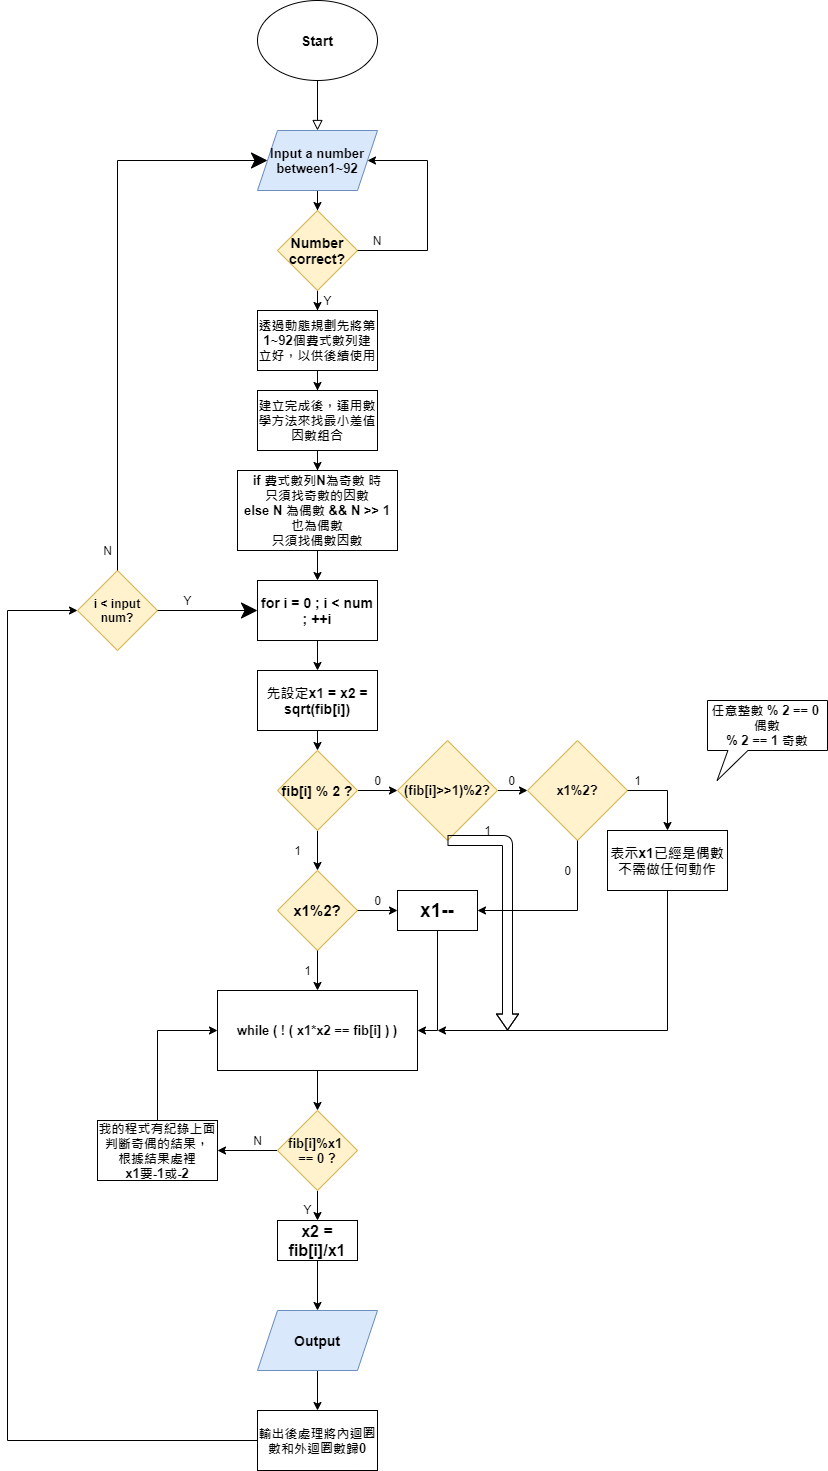 Start
Input a number
between1~92
N
Number
correct?
Y
透過動態規劃先將第
1~92個費式數列建
立好，以供後續使用
建立完成後，運用數
學方法來找最小差值
因數組合
if 費式數列N為奇數 時
只須找奇數的因數
else N 為偶數 && N >> 1
也為偶數
只須找偶數因數
N
i < input
num?
Y
for i = 0 ; i < num
; ++i
先設定x1 = x2 =
sqrt(fib[i])
任意整數 % 2 == 0
偶數
% 2 == 1 奇數
fib[i] % 2 ?
0
(fib[i]>>1)%2?
0
x1%2?
1
1
1
0
表示x1已經是偶數
不需做任何動作
x1%2?
0
x1--
1
while ( ! ( x1*x2 == fib[i] ) )
我的程式有紀錄上面
判斷奇偶的結果，
根據結果處裡
x1要-1或-2
N
fib[i]%x1
== 0 ?
Y
x2 =
fib[i]/x1
Output
輸出後處理將內迴圈
數和外迴圈數歸0